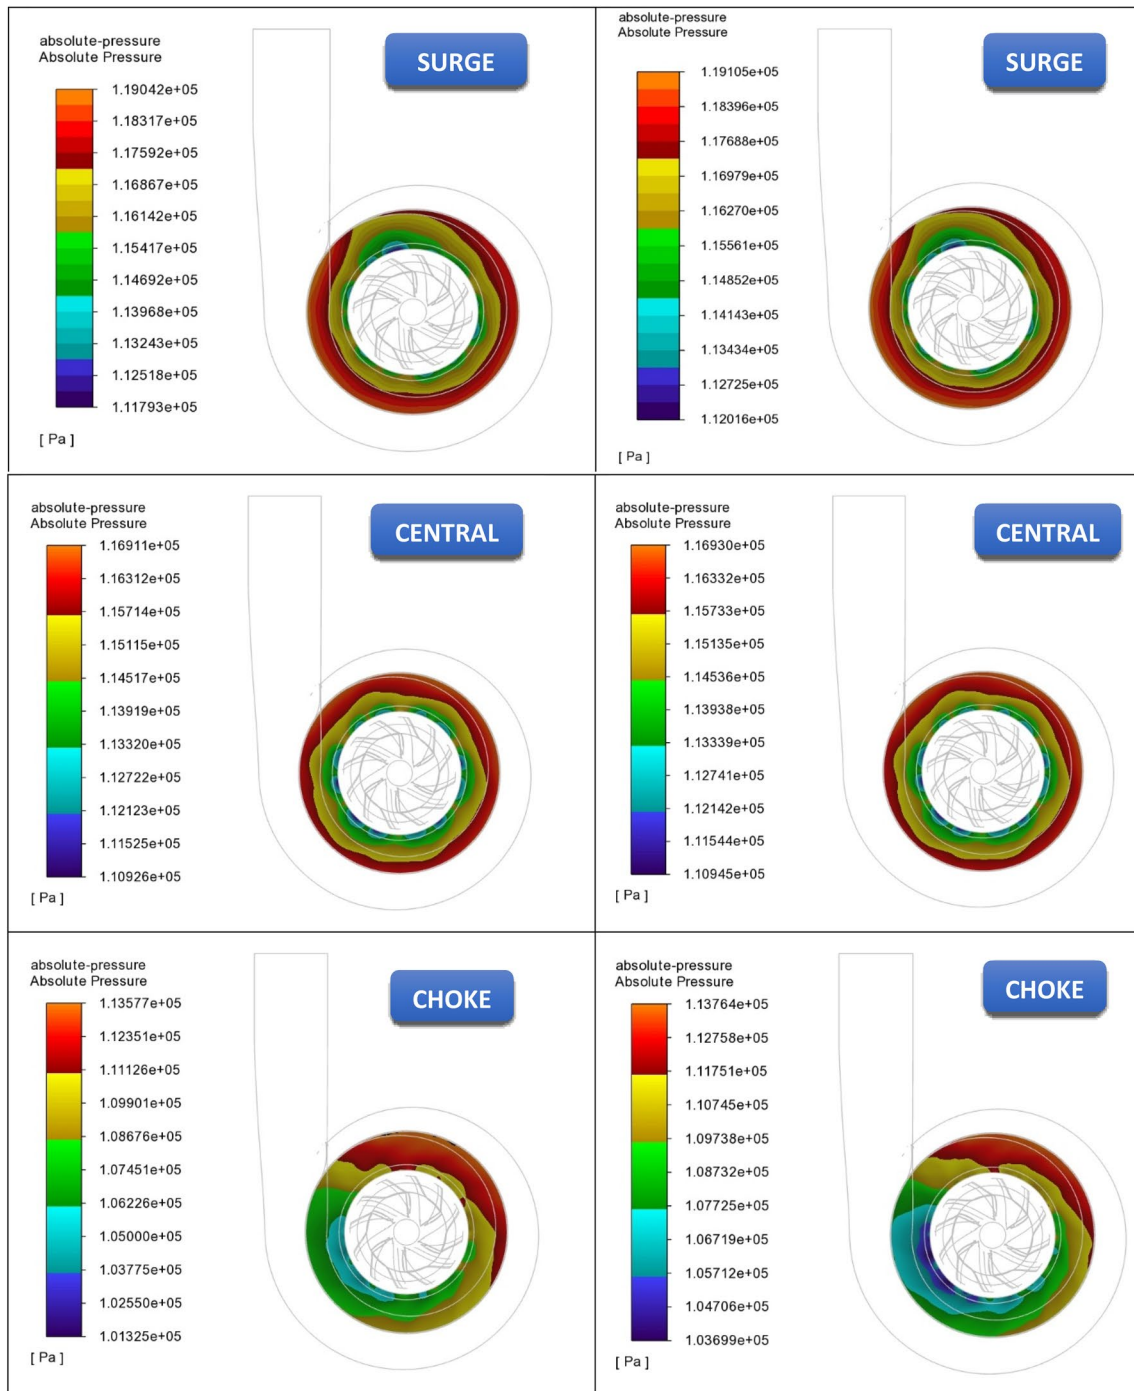 absolute-pressure
Absolute Pressure
SURGE
1.19042e+05
1.18317e+05
1.17592e+05
1.16867e+05
1.16142e+05
1.15417e+05
1.14692e+05
1.13968e+05
1.13243e+05
1.12518e+05
1.11793e+05
[ Pa ]
absolute-pressure
Absolute Pressure
SURGE
1.19105e+05
1.18396e+05
1.17688e+05
1.16979e+05
1.16270e+05
1.15561e+05
1.14852e+05
1.14143e+05
1.13434e+05
1.12725e+05
1.12016e+05
[ Pa ]
absolute-pressure
Absolute Pressure
CENTRAL
1.16911e+05
1.16312e+05
1.15714e+05
1.15115e+05
1.14517e+05
1.13919e+05
1.13320e+05
1.12722e+05
1.12123e+05
1.11525e+05
1.10926e+05
[ Pa ]
absolute-pressure
Absolute Pressure
CENTRAL
1.16930e+05
1.16332e+05
1.15733e+05
1.15135e+05
1.14536e+05
1.13938e+05
1.13339e+05
1.12741e+05
1.12142e+05
1.11544e+05
1.10945e+05
[ Pa ]
absolute-pressure
Absolute Pressure
CHOKE
1.13577e+05
1.12351e+05
1.11126e+05
1.09901e+05
1.08676e+05
1.07451e+05
1.06226e+05
1.05000e+05
1.03775e+05
1.02550e+05
1.01325e+05
[ Pa ]
absolute-pressure
Absolute Pressure
CHOKE
1.13764e+05
1.12758e+05
1.11751e+05
1.10745e+05
1.09738e+05
1.08732e+05
1.07725e+05
1.06719e+05
1.05712e+05
1.04706e+05
1.03699e+05
[ Pa ]